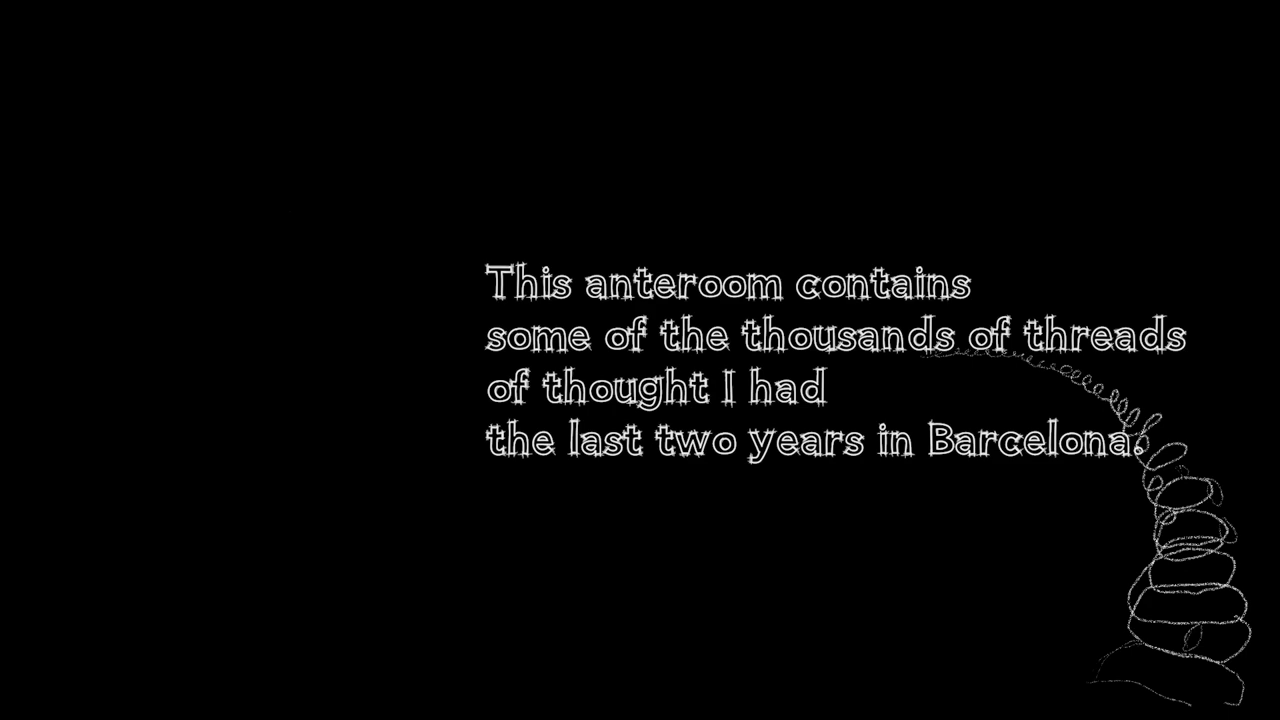 This anteroom contains
some of the thousands of threads
of thought I had
the last two years in Barcelona.